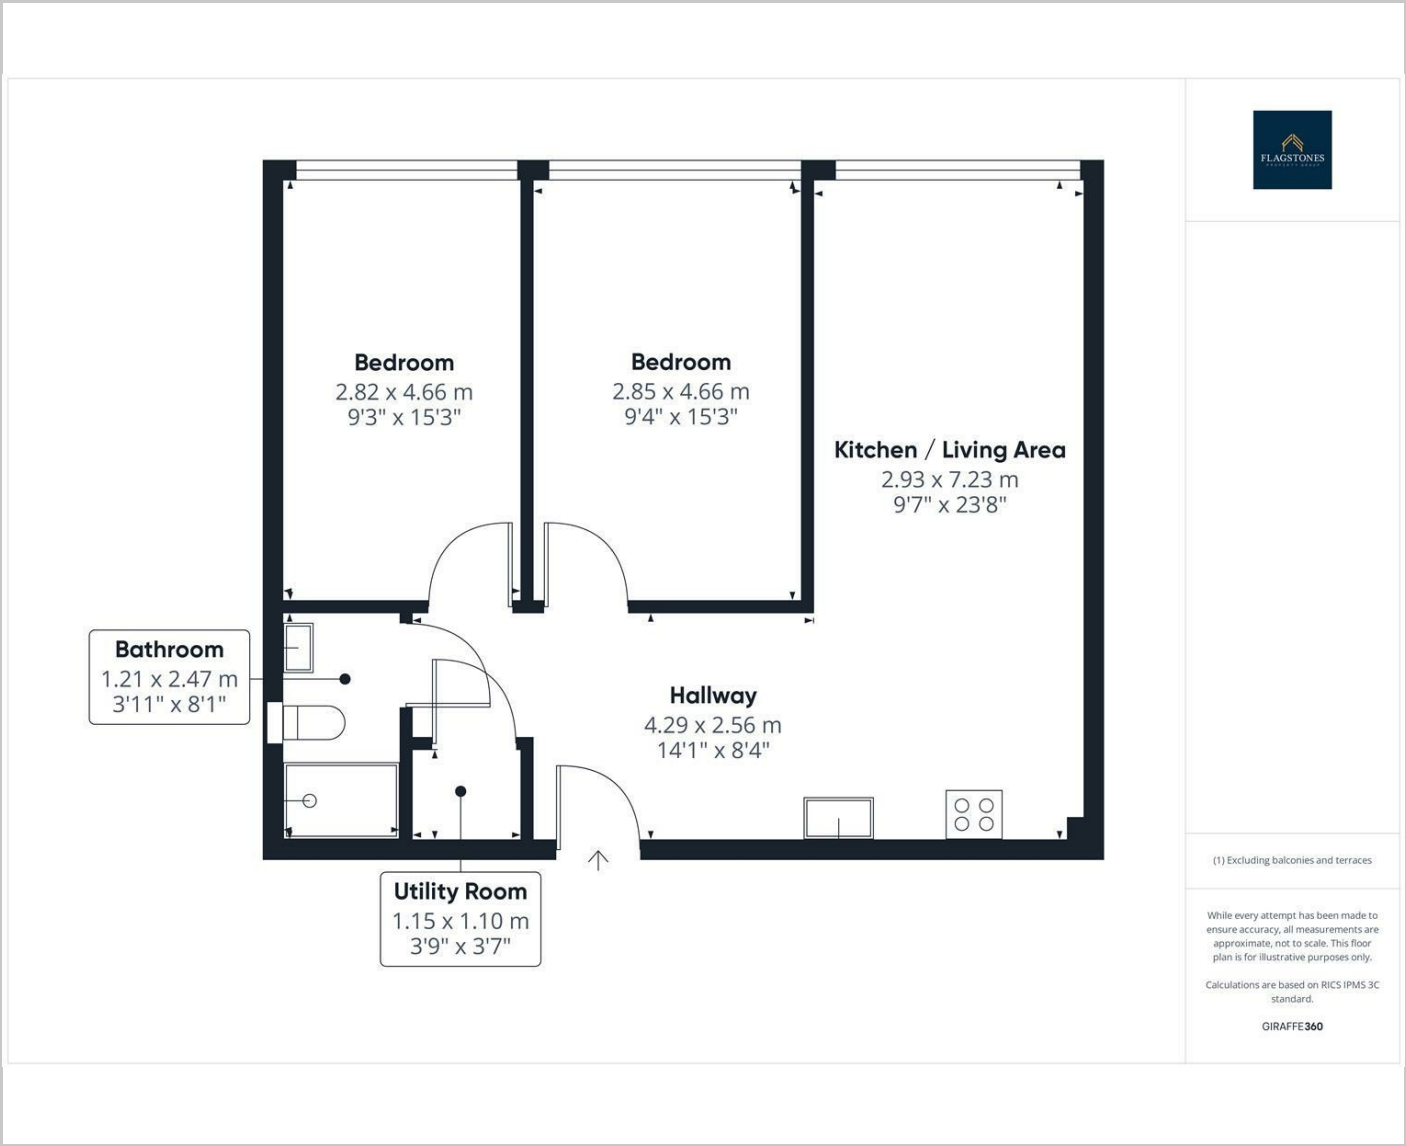 FLAGSTONES
PROPERTY GROUP
Bedroom
2.82 x 4.66 m
9'3" x 15'3"
Bedroom
2.85 x 4.66 m
9'4" x 15'3"
Kitchen / Living Area
2.93 x 7.23 m
9'7" x 23'8"
Bathroom
1.21 x 2.47 m
3'11" x 8'1"
Hallway
4.29 x 2.56 m
14'1" x 8'4"
Utility Room
1.15 x 1.10 m
3'9" x 3'7"
(1) Excluding balconies and terraces
While every attempt has been made to
ensure accuracy, all measurements are
approximate, not to scale. This floor
plan is for illustrative purposes only.
Calculations are based on RICS IPMS 3C
standard.
GIRAFFE360